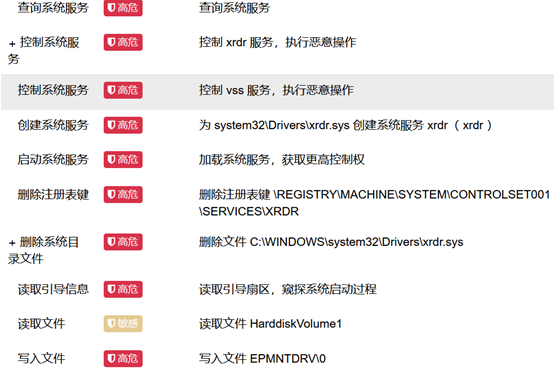 查询系统服务 高危 查询系统服务
+ 控制系统服 高危 控制 xrdr 服务，执行恶意操作
务
控制系统服务 高危 控制 vss 服务，执行恶意操作
创建系统服务 高危 为 system32\Drivers\xrdr.sys 创建系统服务 xrdr （ xrdr ）
启动系统服务 高危 加载系统服务，获取更高控制权
删除注册表键 高危 删除注册表键 \REGISTRY\MACHINE\SYSTEM\CONTROLSET001
\SERVICES\XRDR
+ 删除系统目 高危 删除文件 C:\WINDOWS\system32\Drivers\xrdr.sys
录文件
读取引导信息 高危 读取引导扇区，窥探系统启动过程
读取文件 敏感 读取文件 HarddiskVolume1
写入文件 高危 写入文件 EPMNTDRV\0